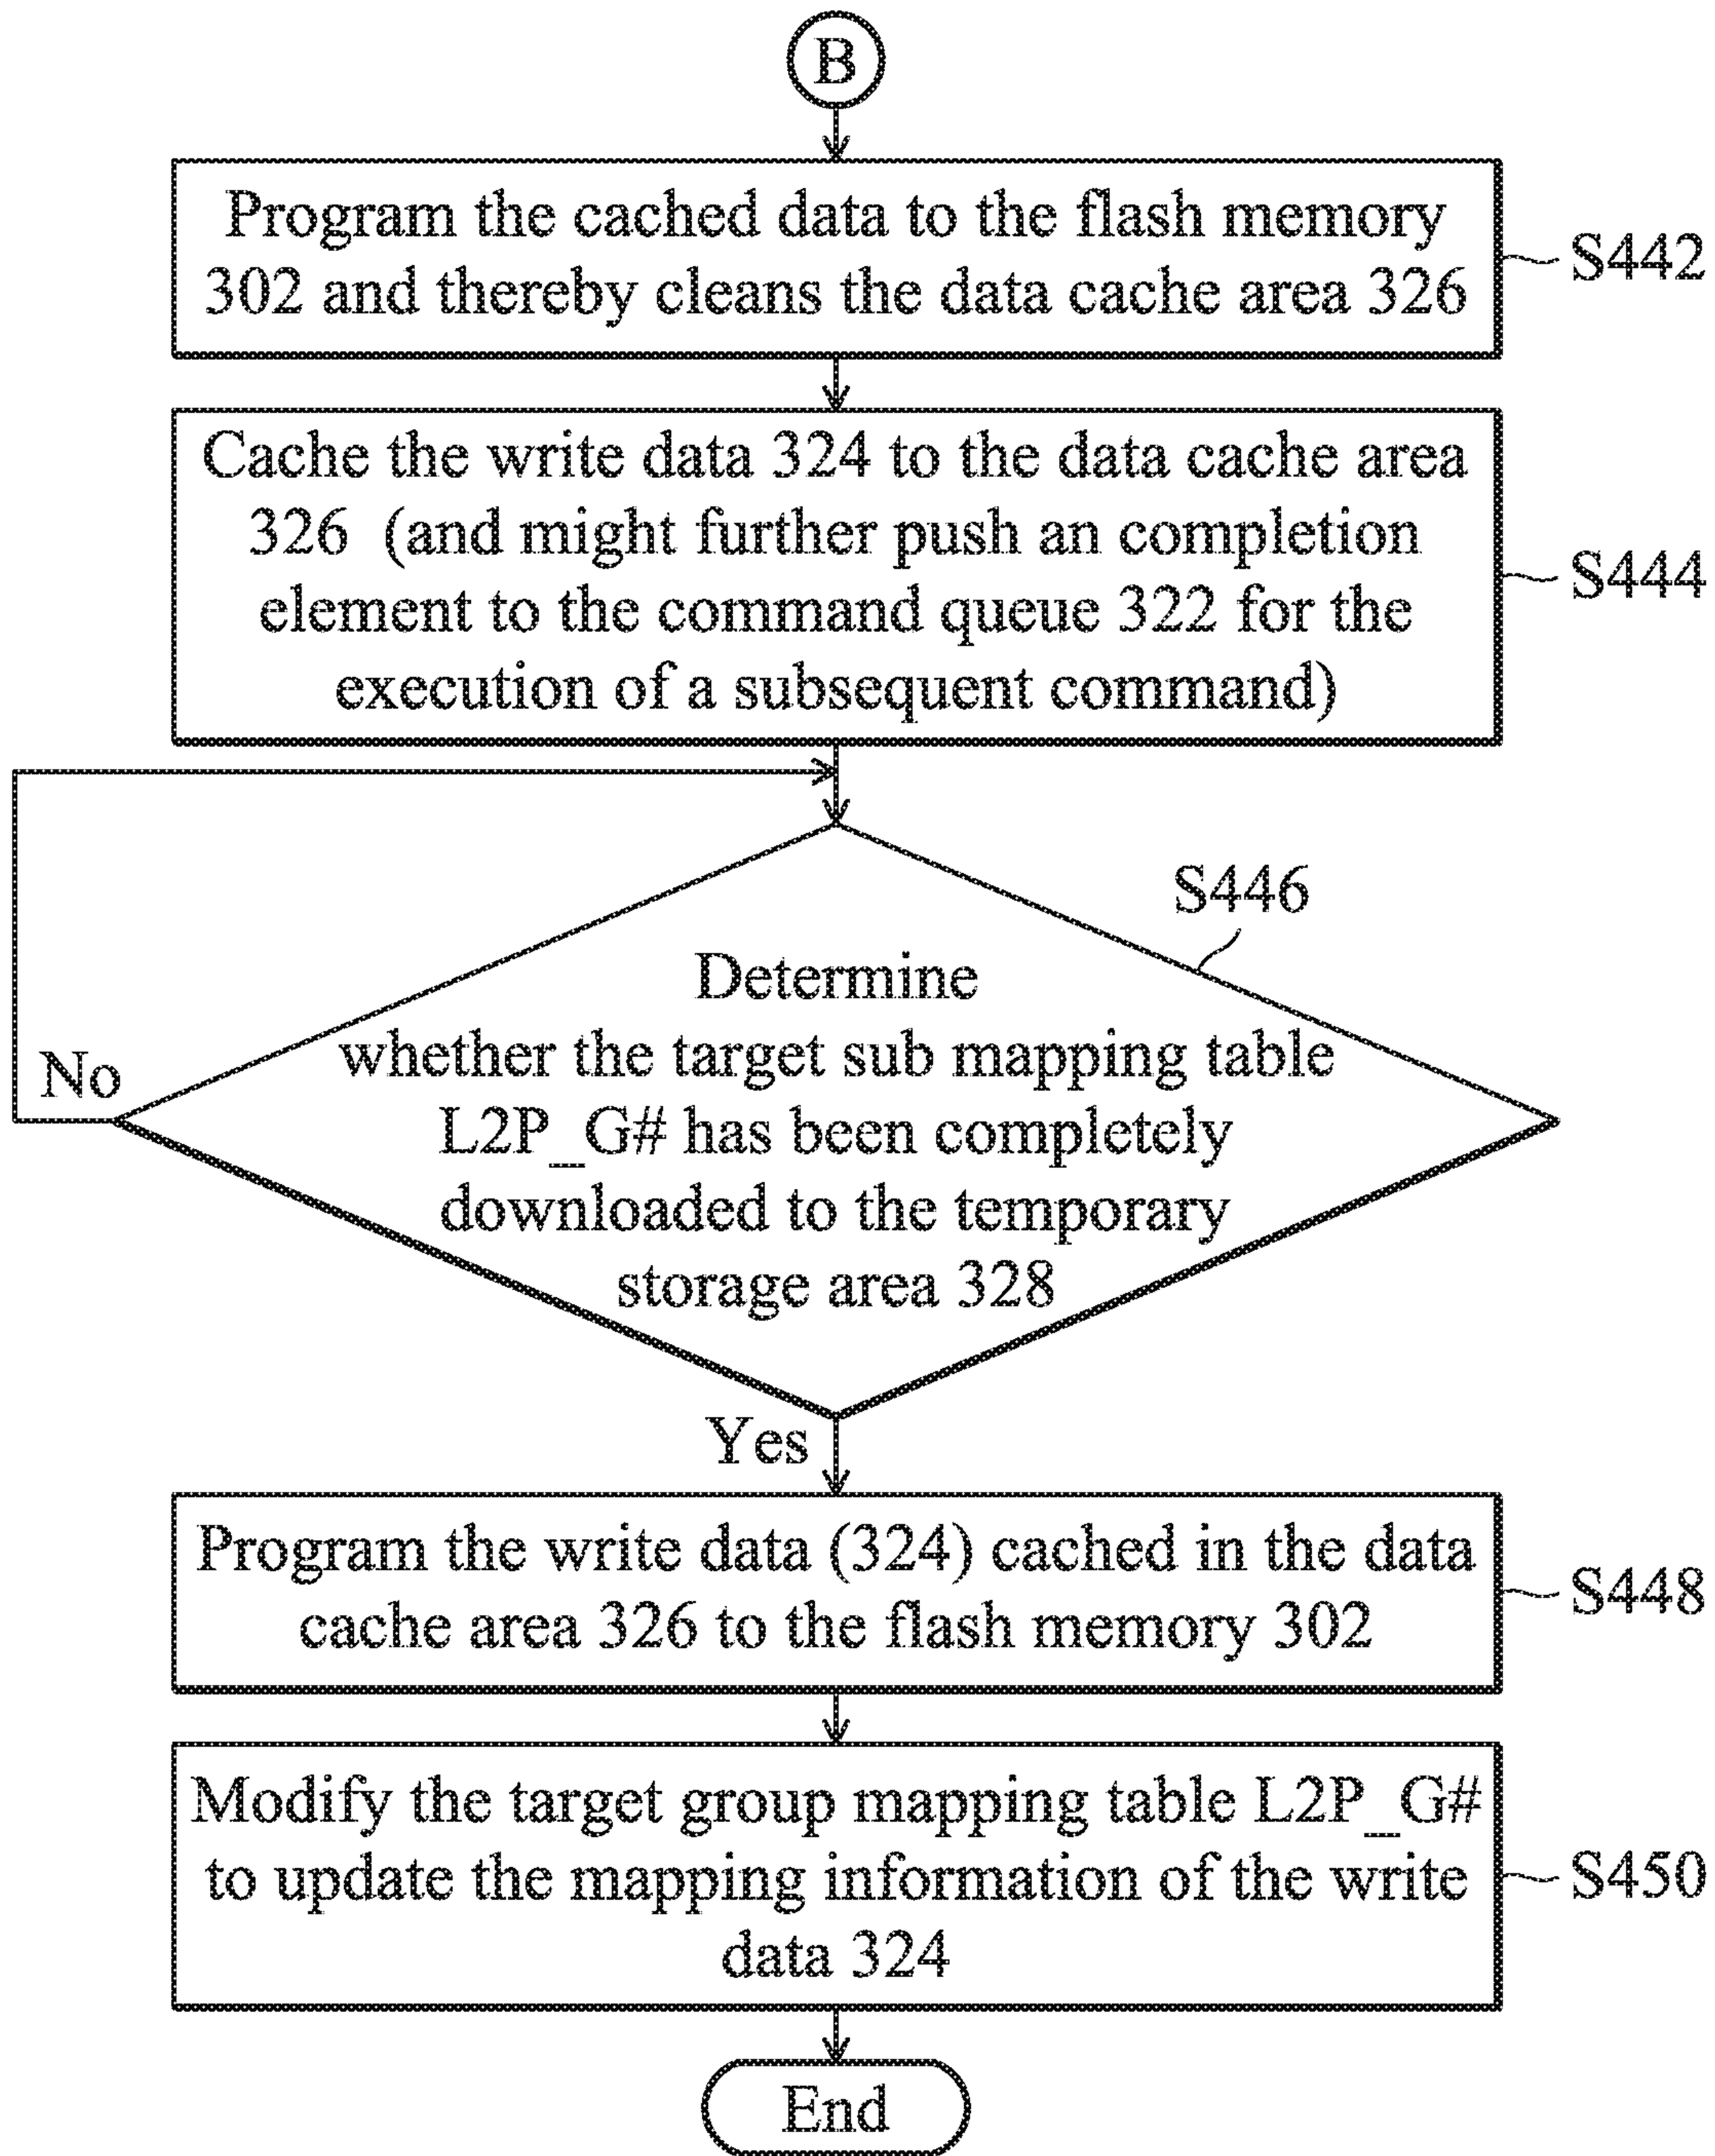 B
Program the cached data to the flash memory
302 and thereby cleans the data cache area 326
S442
Cache the write data 324 to the data cache area
326 (and might further push an completion
element to the command queue 322 for the
execution of a subsequent command)
S444
S446
Determine
whether the target sub mapping table
L2P_G# has been completely
downloaded to the temporary
storage area 328
No
Yes
Program the write data (324) cached in the data
cache area 326 to the flash memory 302
S448
Modify the target group mapping table L2P_G#
to update the mapping information of the write
data 324
S450
End